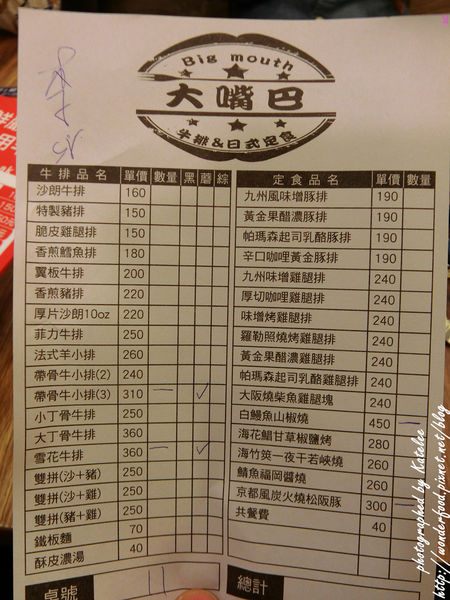 Big mouth
大嘴巴
牛排&日式定食
牛排品名 單價 數量 黑 蘑 綜
沙朗牛排 160
特製豬排 150
脆皮雞腿排 150
香煎鱈魚排 180
翼板牛排 200
香煎豬排 220
厚片沙朗10oz 220
菲力牛排 250
法式羊小排 260
帶骨牛小排(2) 240
帶骨牛小排(3) 310 一 ✓
小丁骨牛排 250
大丁骨牛排 360
雪花牛排 360 一 ✓
雙拼(沙+豬) 250
雙拼(沙+雞) 250
雙拼(豬+雞) 250
鐵板麵 70
酥皮濃湯 40
桌號 11
定食品名 單價 數量
九州風味增豚排 190
黃金果醋濃豚排 190
帕瑪森起司乳酪豚排 190
辛口咖哩黃金豚排 190
九州味增雞腿排 240
厚切咖哩雞腿排 240
味增烤雞腿排 240
羅勒照燒烤雞腿排 240
黃金果醋濃雞腿排 240
帕瑪森起司乳酪雞腿排 240
大阪燒柴魚雞腿塊 240
白鰻魚山椒燒 450 一
海花鯧甘草椒鹽烤 280
海竹筴一夜干若峽燒 260
鯖魚福岡醬燒 260
京都風炭火燒松阪豚 300
共餐費 40
總計
photographed by Katelee
http://wonderfood.pixnet.net/blog